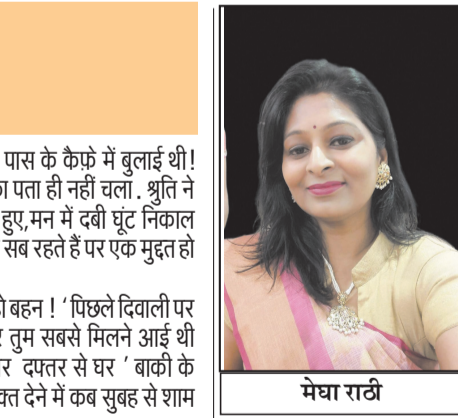 पास के कैफ़े में बुलाई थी!
पता ही नहीं चला. श्रुति ने
हुए,मन में दबी घूंट निकाल
सब रहते हैं पर एक मुद्दत हो
बहन ! 'पिछले दिवाली पर
तुम सबसे मिलने आई थी
दफ्तर से घर ' बाकी के
देने में कब सुबह से शाम
मेघा राठी